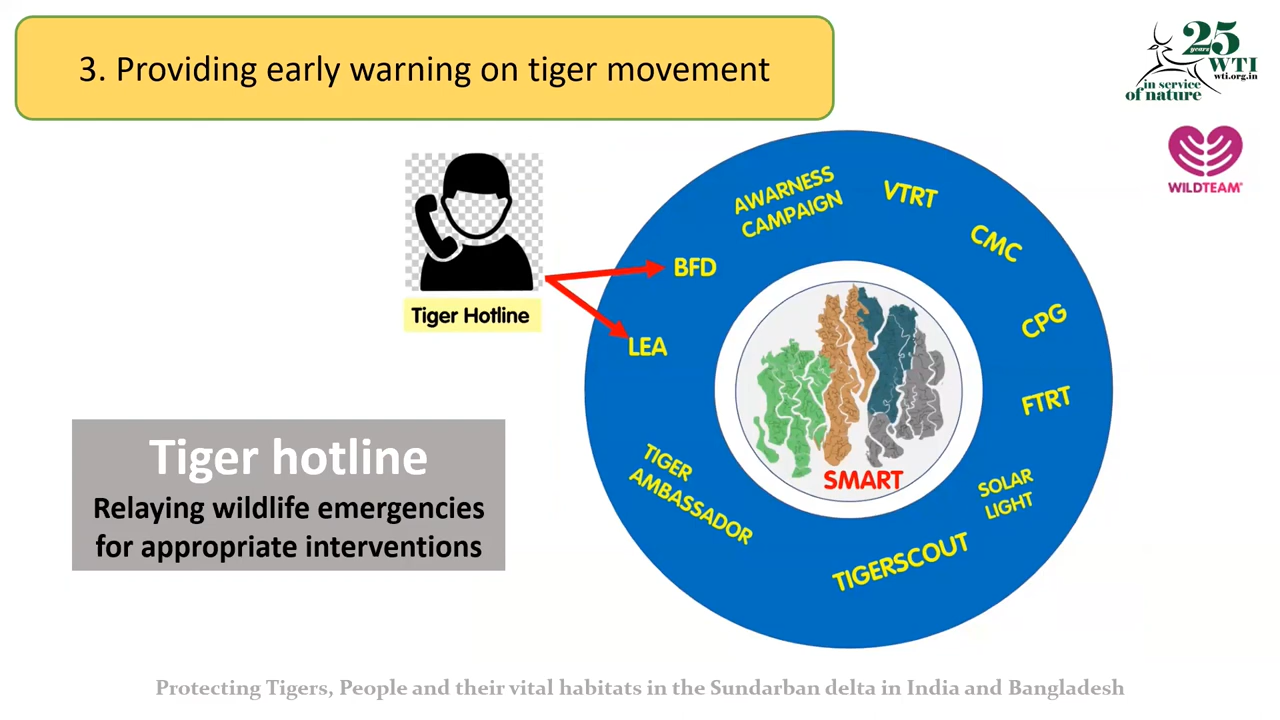 3. Providing early warning on tiger movement
25
years
WTI
wti.org.in
in service
of nature
WILDTEAM
Tiger Hotline
AWARNESS
CAMPAIGN
VTRT
CMC
BFD
CPG
LEA
FTRT
TIGER
AMBASSADOR
SOLAR
LIGHT
TIGERSCOUT
SMART
Tiger hotline
Relaying wildlife emergencies
for appropriate interventions
Protecting Tigers, People and their vital habitats in the Sundarban delta in India and Bangladesh